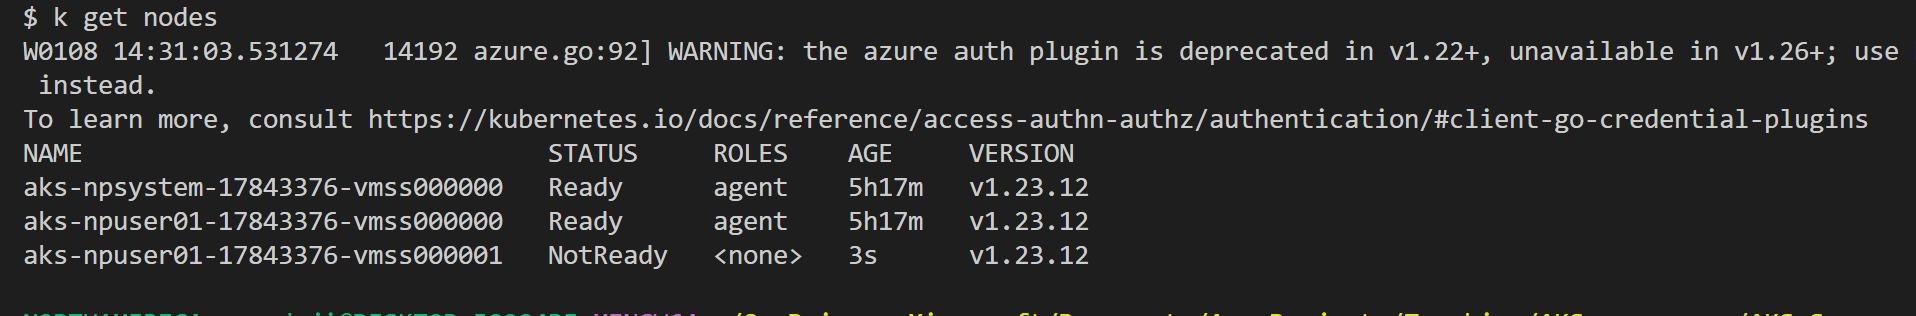 $ k get nodes
W0108 14:31:03.531274   14192 azure.go:92] WARNING: the azure auth plugin is deprecated in v1.22+, unavailable in v1.26+; use
 instead.
To learn more, consult https://kubernetes.io/docs/reference/access-authn-authz/authentication/#client-go-credential-plugins
NAME                               STATUS     ROLES    AGE     VERSION
aks-npsystem-17843376-vmss000000   Ready      agent    5h17m   v1.23.12
aks-npuser01-17843376-vmss000000   Ready      agent    5h17m   v1.23.12
aks-npuser01-17843376-vmss000001   NotReady   <none>   3s      v1.23.12